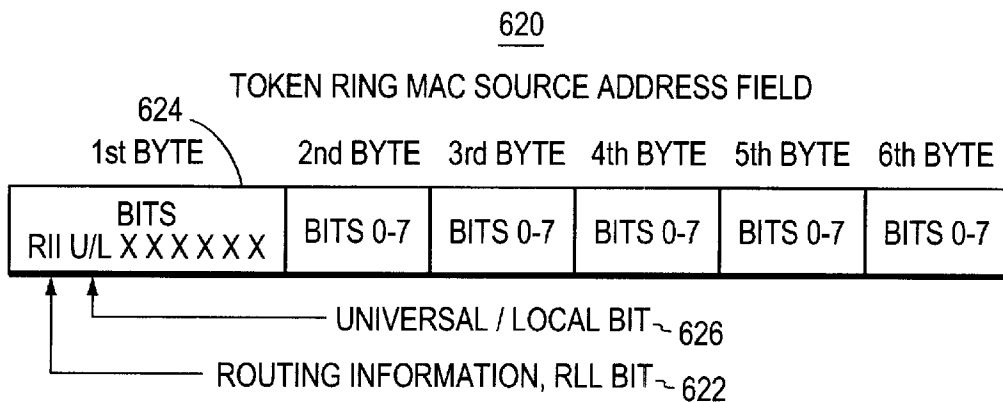 620
TOKEN RING MAC SOURCE ADDRESS FIELD
624
1st BYTE 2nd BYTE 3rd BYTE 4th BYTE 5th BYTE 6th BYTE
BITS
RII U/L X X X X X X BITS 0-7 BITS 0-7 BITS 0-7 BITS 0-7 BITS 0-7
UNIVERSAL / LOCAL BIT 626
ROUTING INFORMATION, RLL BIT 622